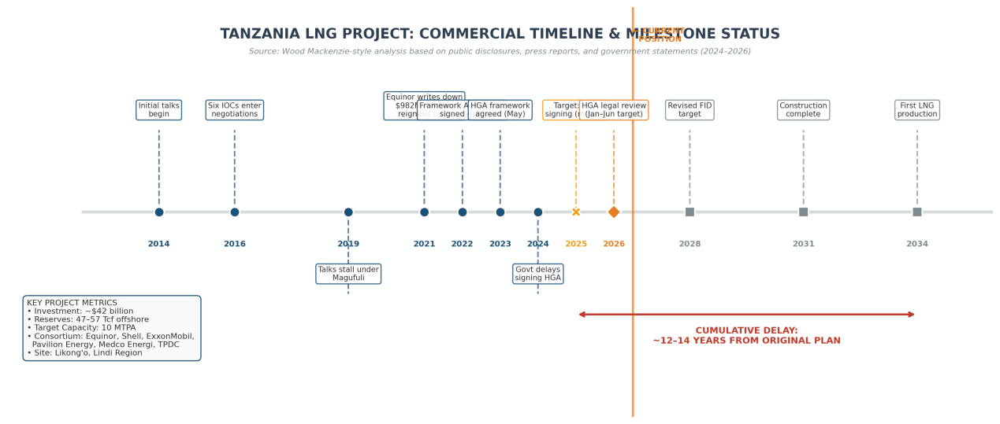 TANZANIA LNG PROJECT: COMMERCIAL TIMELINE & MILESTONE STATUS
CURRENT
POSITION
Source: Wood Mackenzie-style analysis based on public disclosures, press reports, and government statements (2024–2026)
Initial talks
begin
Six IOCs enter
negotiations
Equinor writes down
$982
reign
Framework A
signed
HGA framework
agreed (May)
Target:
signing
HGA legal review
(Jan–Jun target)
Revised FID
target
Construction
complete
First LNG
production
2014
2016
2019
2021
2022
2023
2024
2025
2026
2028
2031
2034
Talks stall under
Magufuli
Govt delays
signing HGA
KEY PROJECT METRICS
• Investment: ~$42 billion
• Reserves: 47–57 Tcf offshore
• Target Capacity: 10 MTPA
• Consortium: Equinor, Shell, ExxonMobil,
Pavilion Energy, Medco Energi, TPDC
• Site: Likong'o, Lindi Region
CUMULATIVE DELAY:
~12–14 YEARS FROM ORIGINAL PLAN